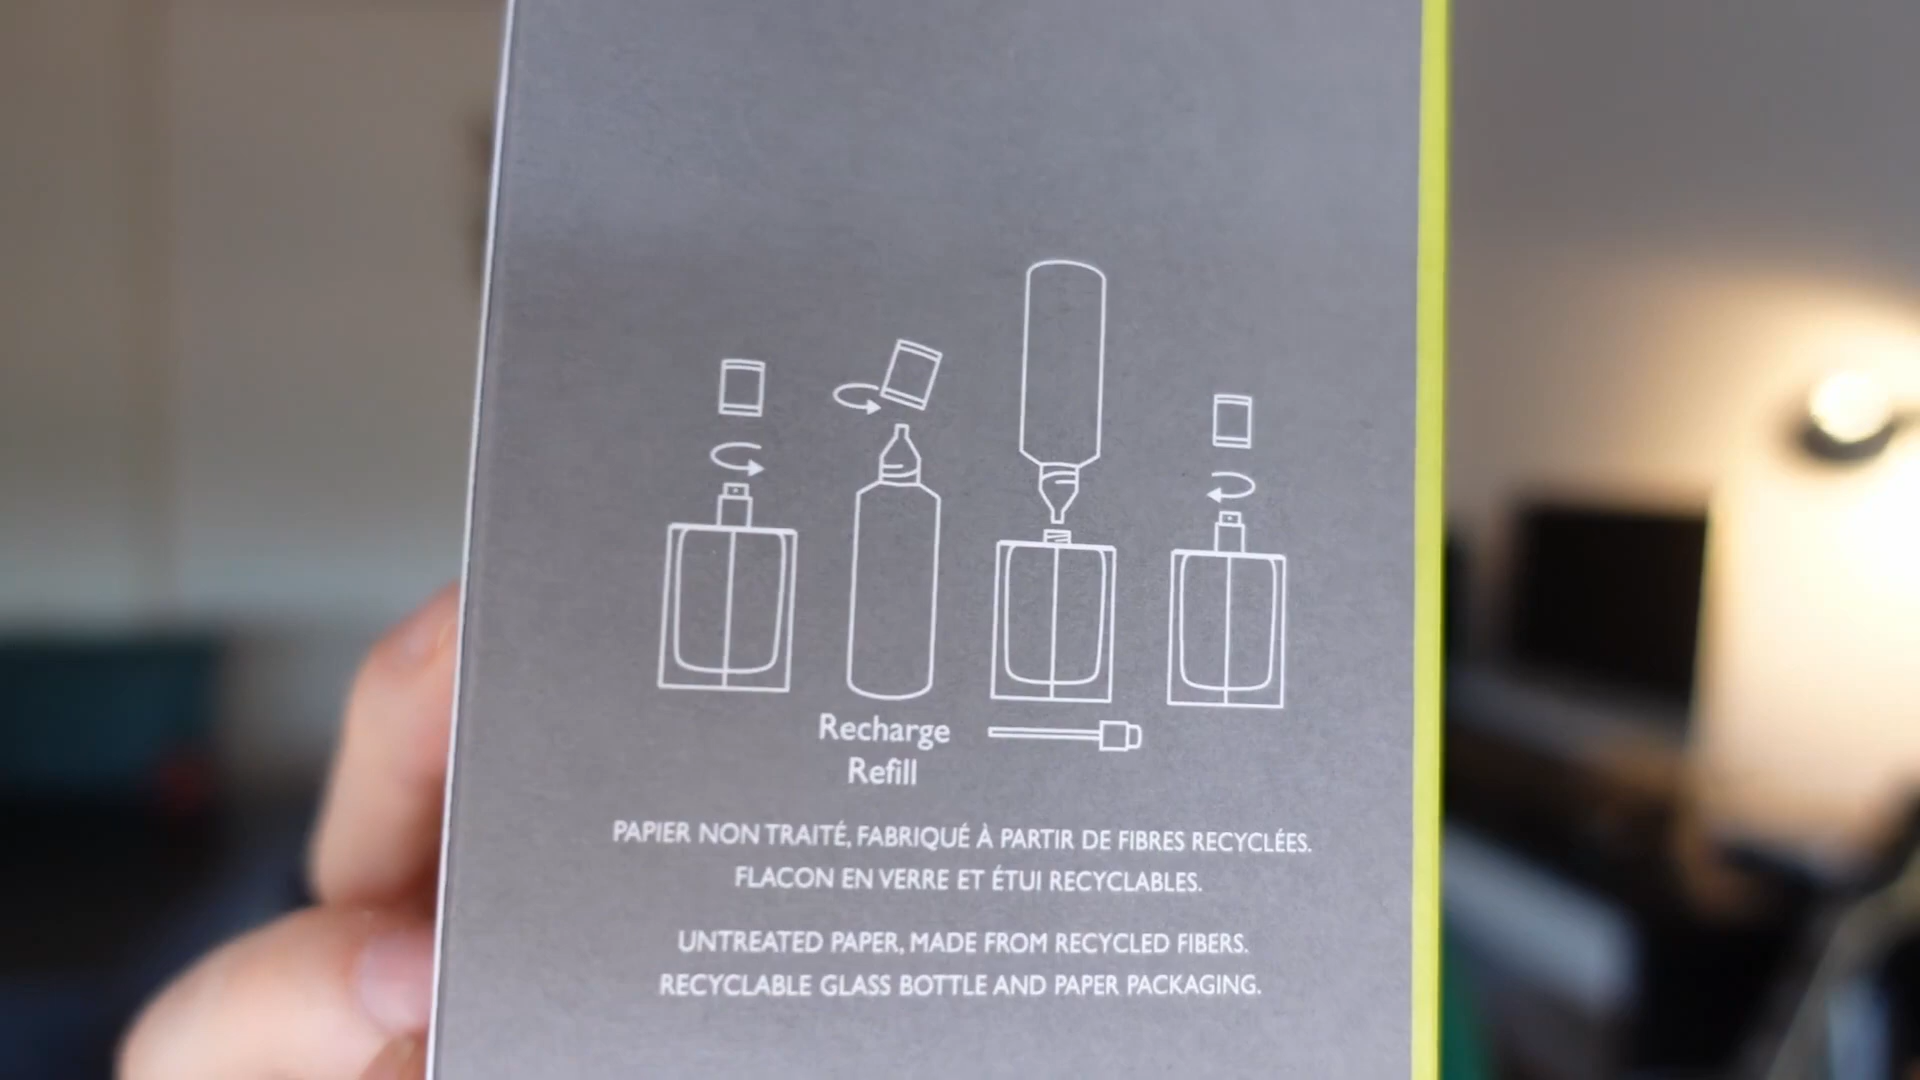 Recharge
Refill
PAPIER NON TRAITÉ, FABRIQUÉ À PARTIR DE FIBRES RECYCLÉES.
FLACON EN VERRE ET ÉTUI RECYCLABLES.
UNTREATED PAPER, MADE FROM RECYCLED FIBERS.
RECYCLABLE GLASS BOTTLE AND PAPER PACKAGING.